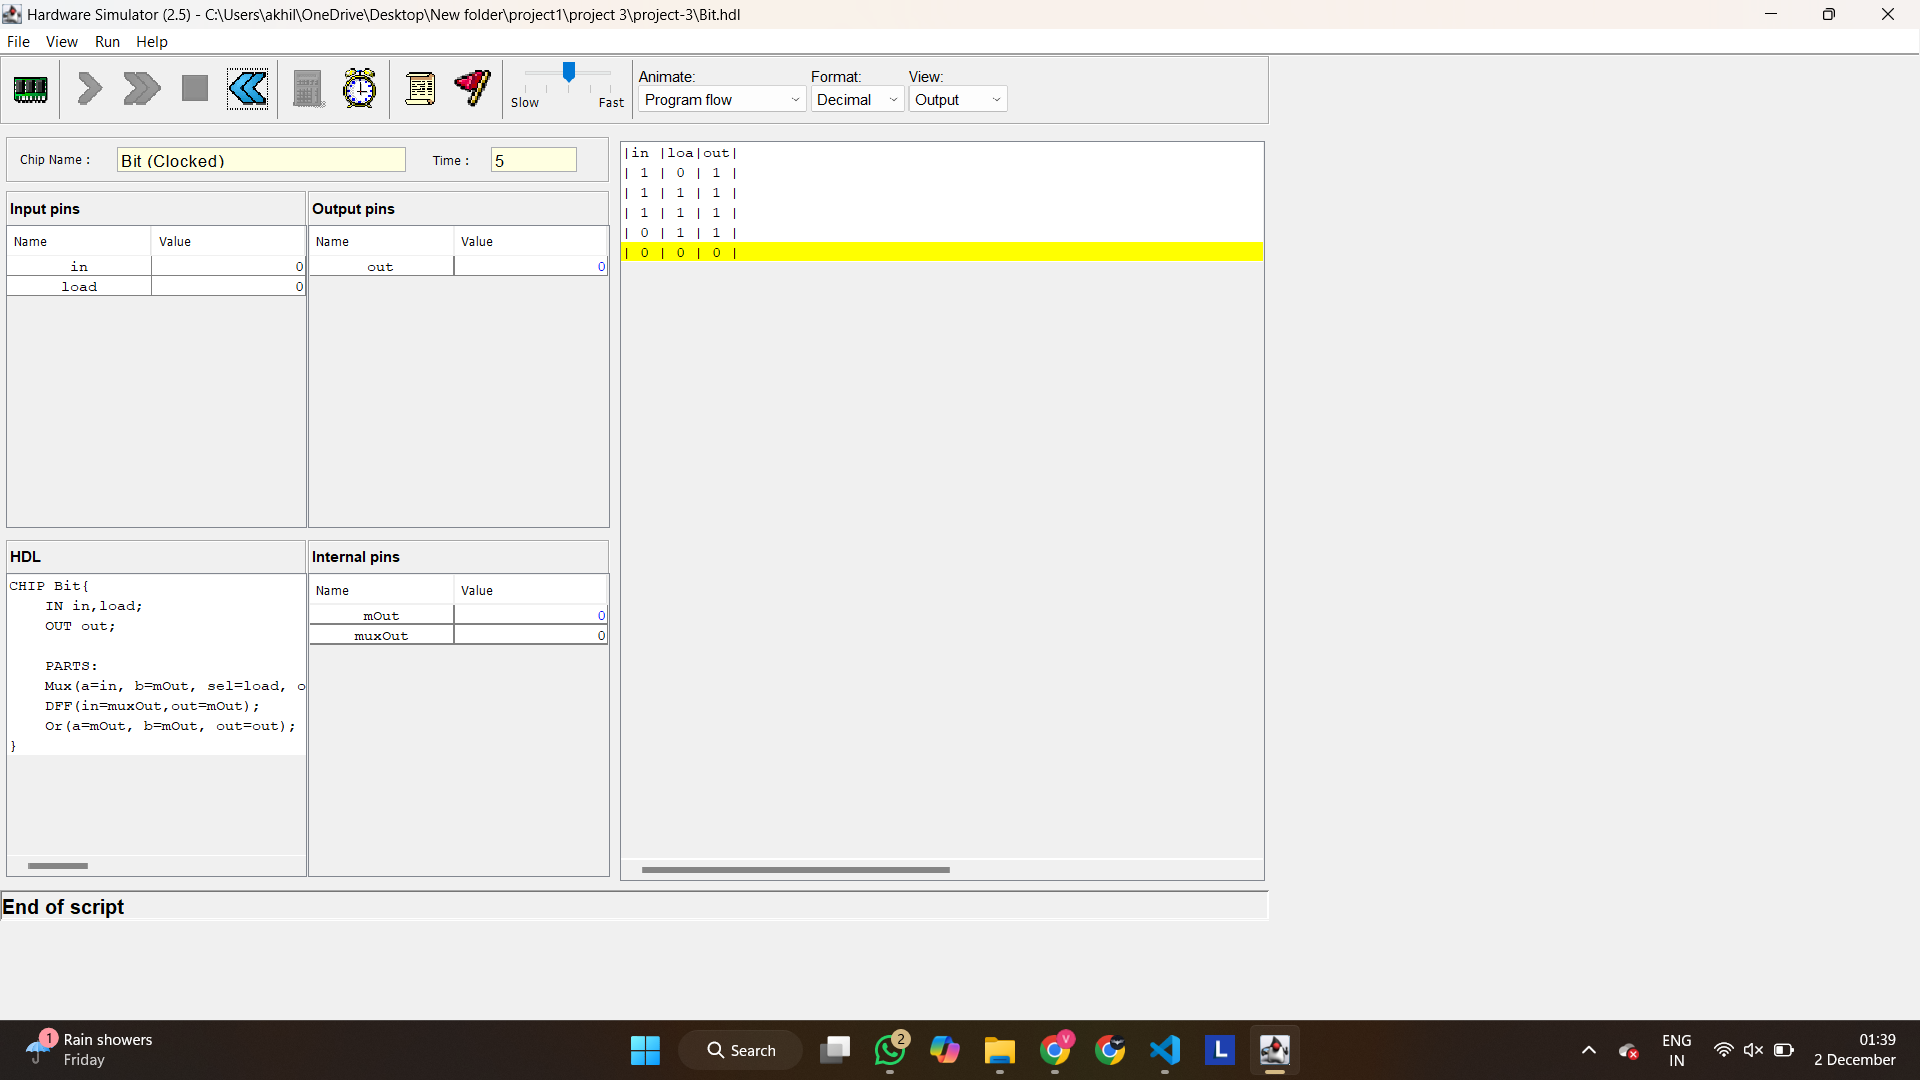 Hardware Simulator (2.5) - C:\Users\akhil\OneDrive\Desktop\New folder\project1\project 3\project-3\Bit.hdl
File View Run Help
Slow Fast
Animate: Format: View:
Program flow Decimal Output
Chip Name : Bit (Clocked) Time : 5
Input pins
Name Value
in 0
load 0
Output pins
Name Value
out 0
HDL
CHIP Bit{
IN in,load;
OUT out;
PARTS:
Mux(a=in, b=mOut, sel=load, o
DFF(in=muxOut,out=mOut);
Or(a=mOut, b=mOut, out=out);
}
Internal pins
Name Value
mOut 0
muxOut 0
|in |loa|out|
| 1 | 0 | 1 |
| 1 | 1 | 1 |
| 1 | 1 | 1 |
| 0 | 1 | 1 |
| 0 | 0 | 0 |
End of script
1
Rain showers
Friday
Search
2
V
L
ENG
IN
01:39
2 December